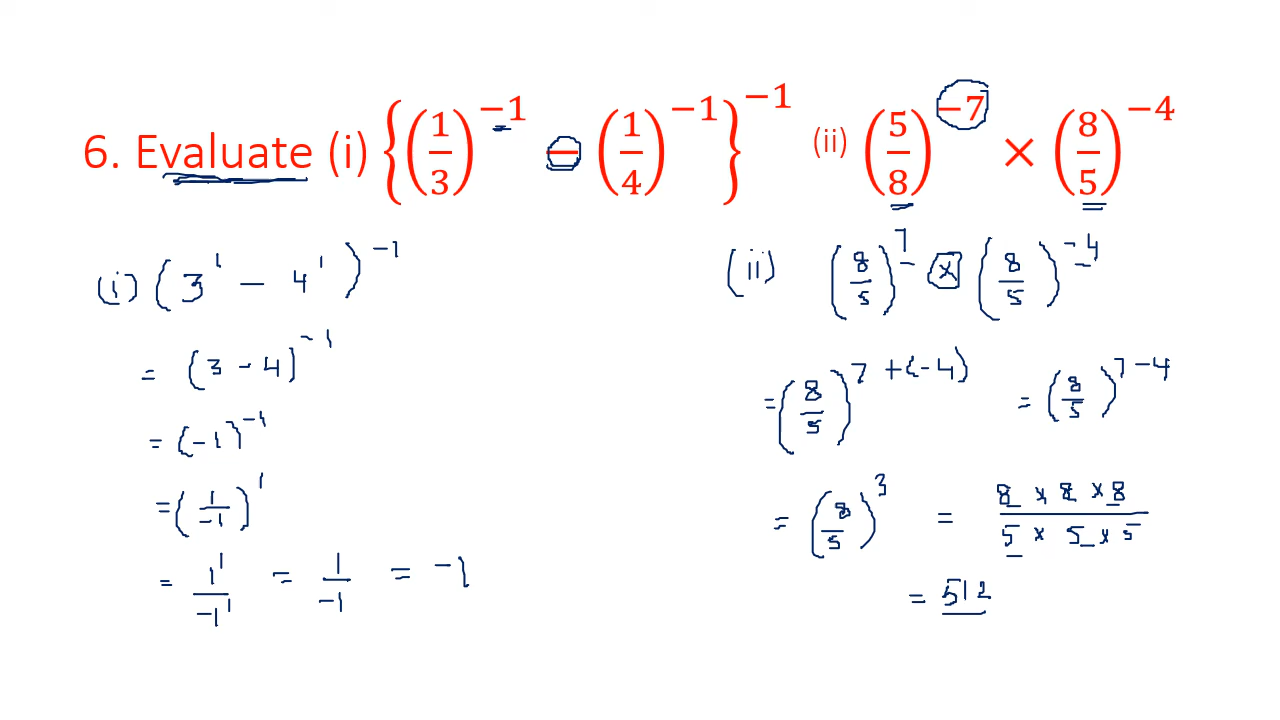 6. Evaluate (i) {(1/3)^−1 − (1/4)^−1}^−1 (ii) (5/8)^−7 × (8/5)^−4
(i) (3^1 − 4^1)^−1
= (3 − 4)^−1
= (−1)^−1
= (1/−1)^1
= 1^1/−1^1 = 1/−1 = −1
(ii) (8/5)^7 × (8/5)^−4
= (8/5)^7+(−4) = (8/5)^7−4
= (8/5)^3 = 8 × 8 × 8/5 × 5 × 5
= 512